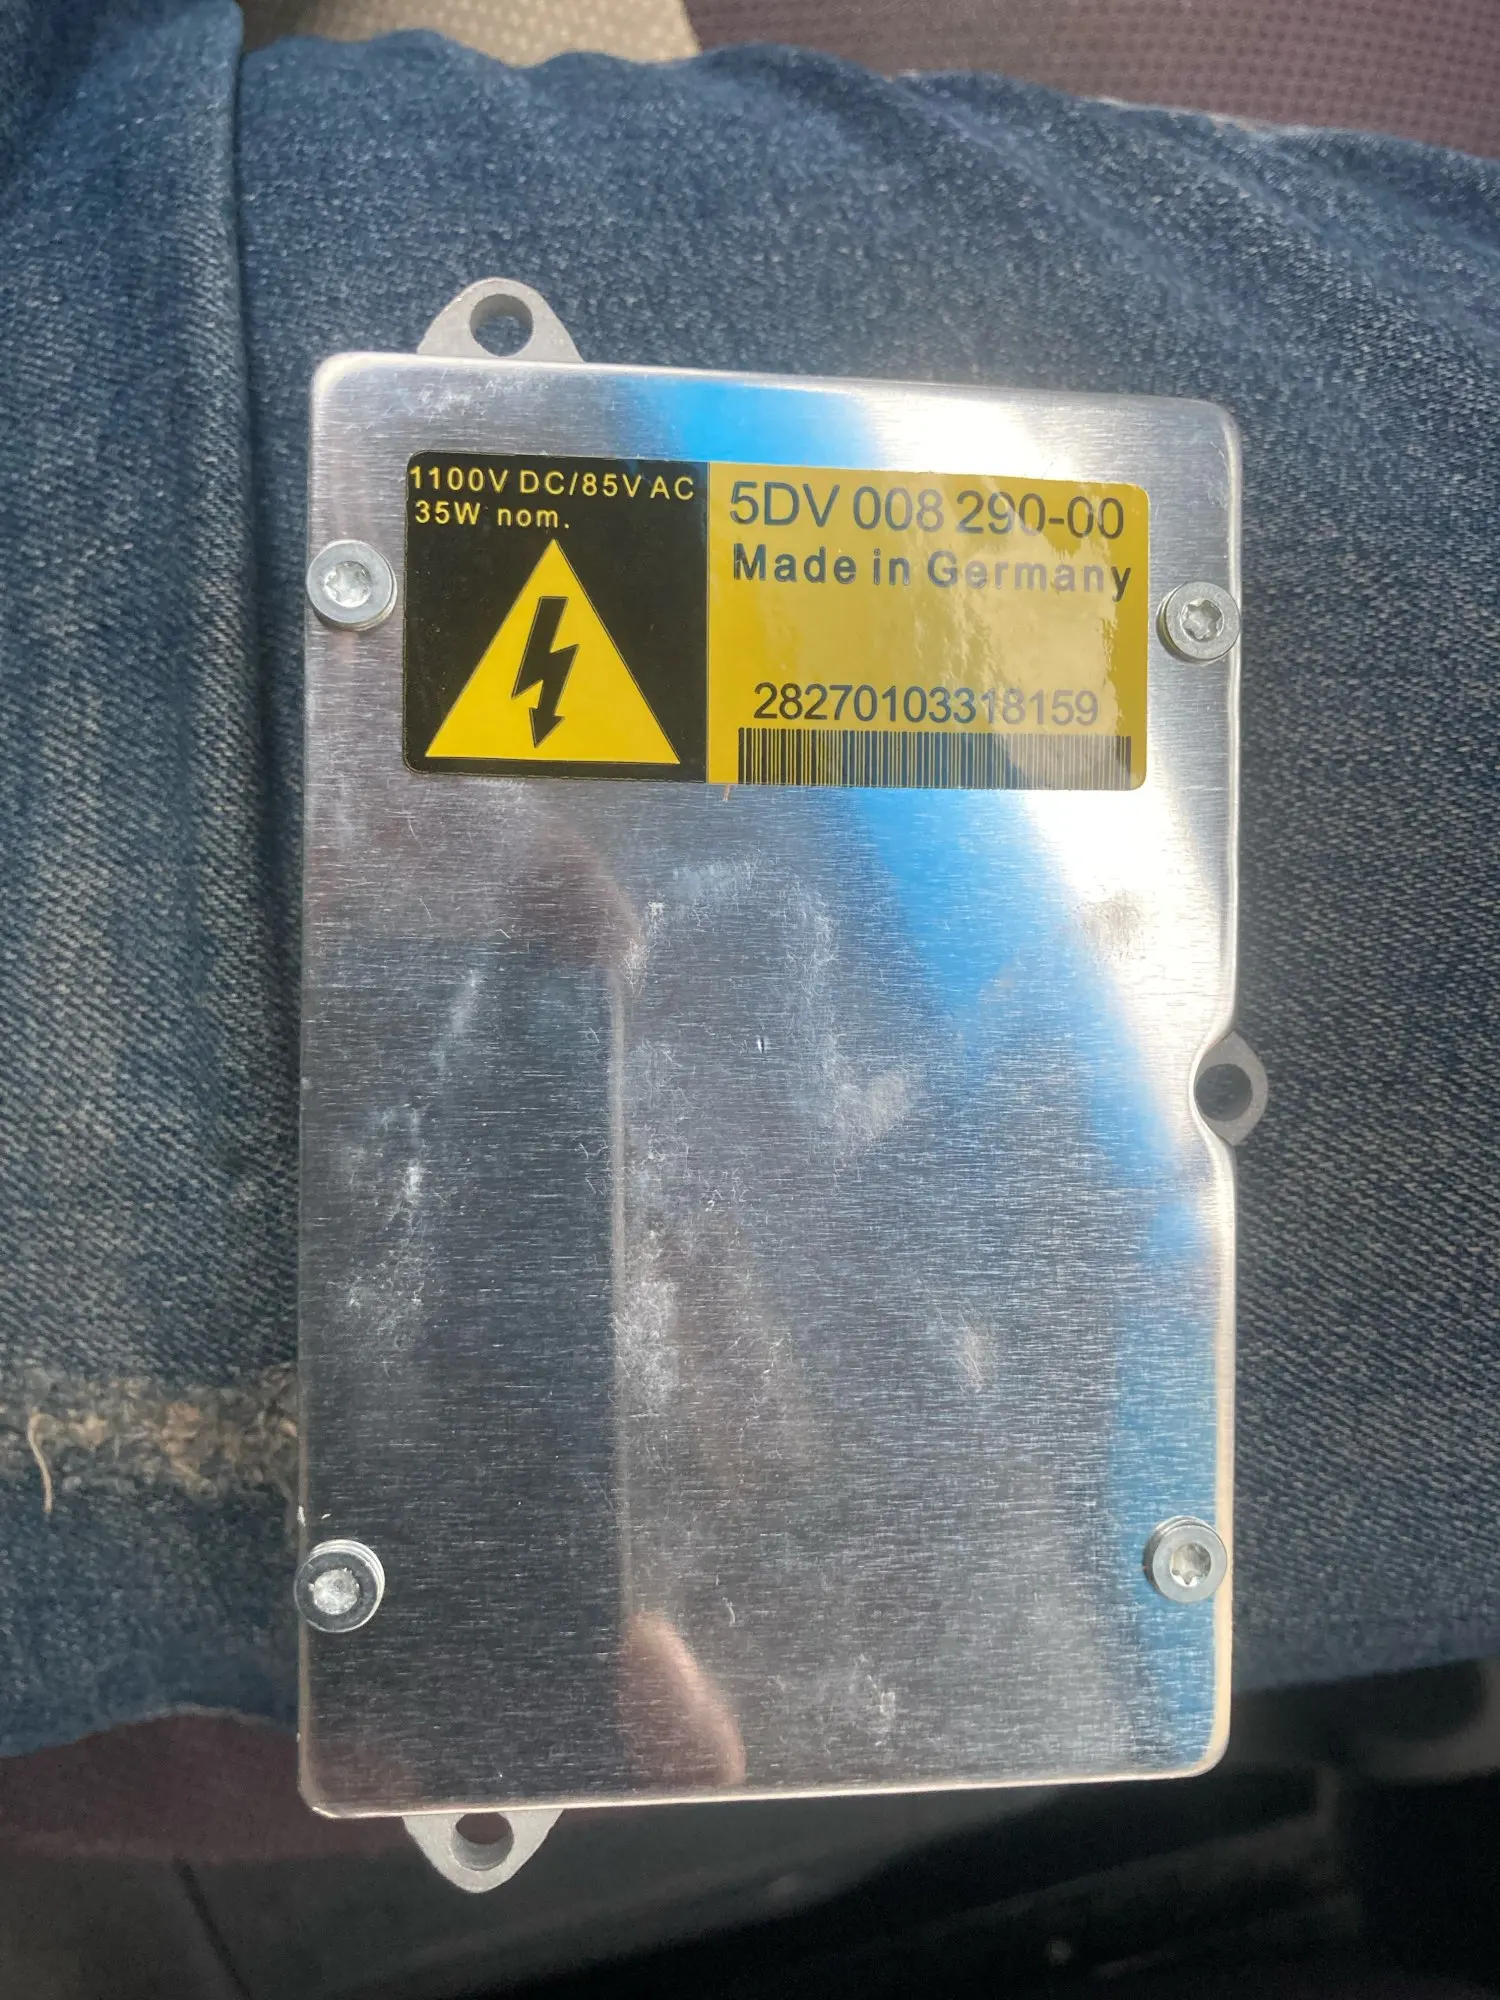 1100V DC/85V AC
35W nom.
5DV 008 290-00
Made in Germany
28270103318159